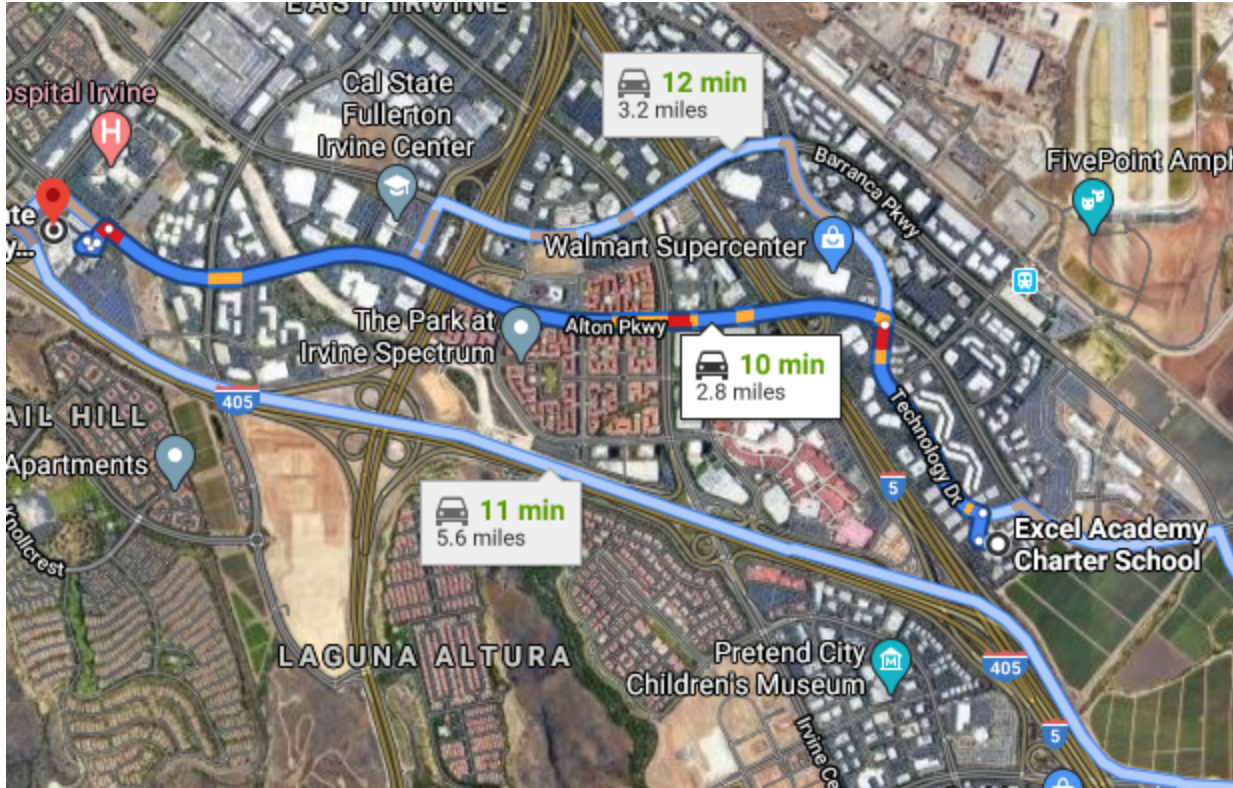 EAST IRVINE
ospital Irvine
H
Cal State
Fullerton
Irvine Center
12 min
3.2 miles
Barranca Pkwy
FivePoint Amph
te
y...
Walmart Supercenter
The Park at
Irvine Spectrum
Alton Pkwy
10 min
2.8 miles
405
AIL HILL
Apartments
Technology Dr
5
11 min
5.6 miles
Excel Academy
Charter School
Knollcrest
LAGUNA ALTURA
Pretend City
Children's Museum
M
405
Irvine Ce
5